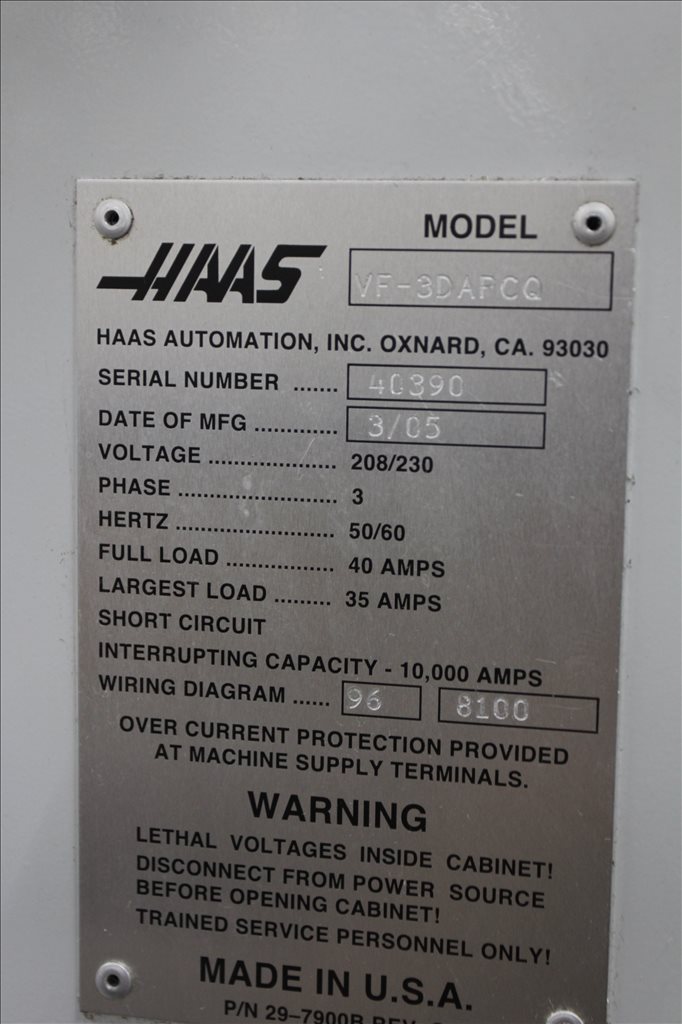 MODEL
HAAS VF-3DAPCQ
HAAS AUTOMATION, INC. OXNARD, CA. 93030
SERIAL NUMBER ....... 40390
DATE OF MFG ............. 3/05
VOLTAGE .................... 208/230
PHASE ......................... 3
HERTZ ......................... 50/60
FULL LOAD ................. 40 AMPS
LARGEST LOAD ......... 35 AMPS
SHORT CIRCUIT
INTERRUPTING CAPACITY - 10,000 AMPS
WIRING DIAGRAM ...... 96 8100
OVER CURRENT PROTECTION PROVIDED
AT MACHINE SUPPLY TERMINALS.
WARNING
LETHAL VOLTAGES INSIDE CABINET!
DISCONNECT FROM POWER SOURCE
BEFORE OPENING CABINET!
TRAINED SERVICE PERSONNEL ONLY!
MADE IN U.S.A.
P/N 29-7900B REV